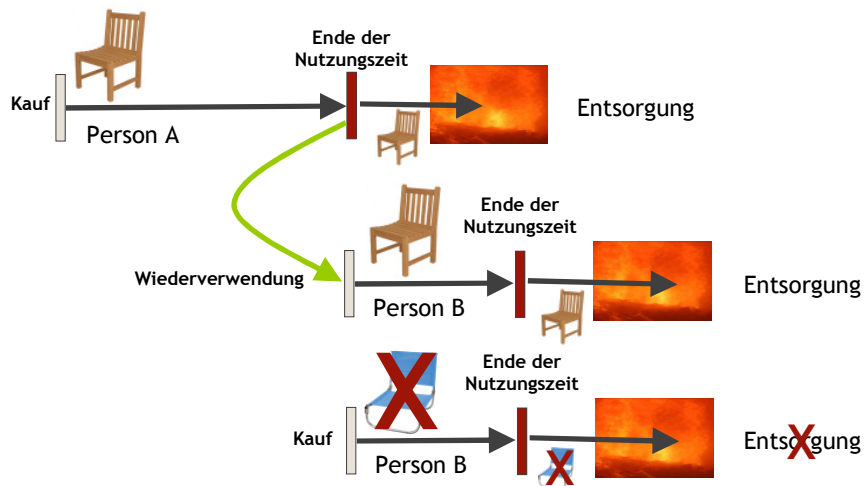 Ende der
Nutzungszeit
Kauf
Person A
Entsorgung
Ende der
Nutzungszeit
Wiederverwendung
Person B
Entsorgung
Ende der
Nutzungszeit
Kauf
Person B
Entsorgung